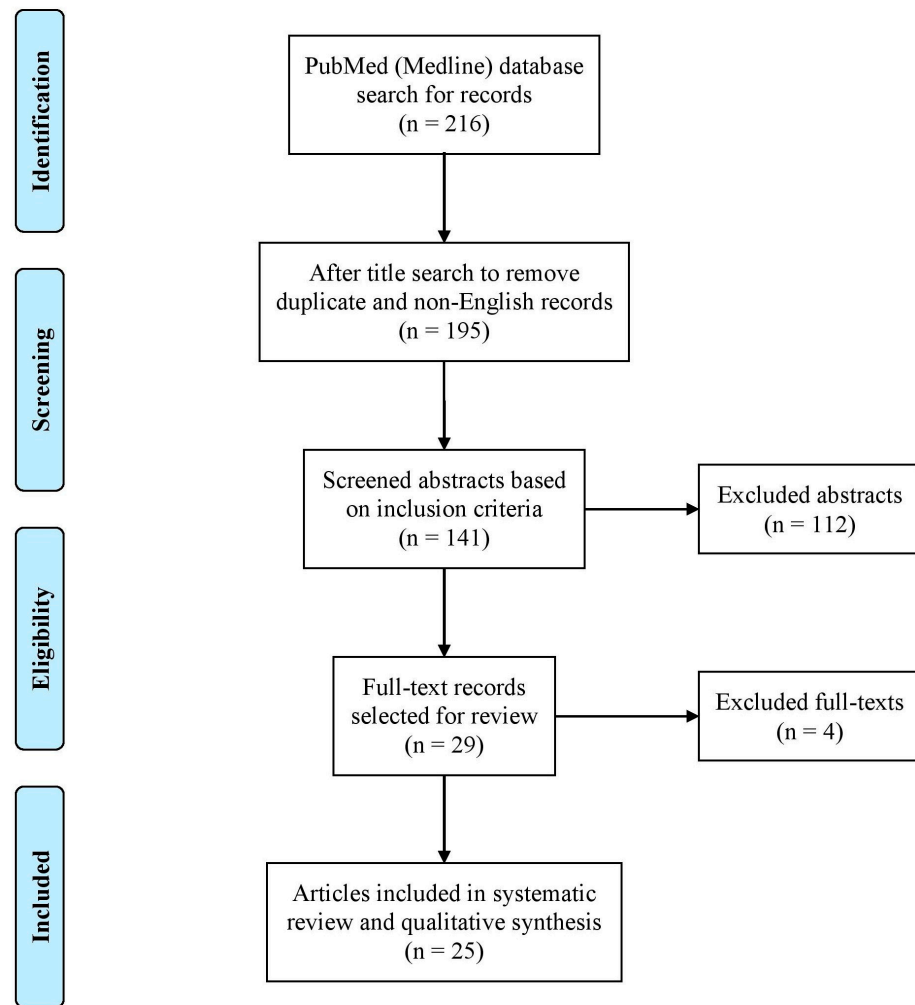 Identification
PubMed (Medline) database
search for records
(n = 216)
After title search to remove
duplicate and non-English records
(n = 195)
Screening
Screened abstracts based
on inclusion criteria
(n = 141)
Excluded abstracts
(n = 112)
Eligibility
Full-text records
selected for review
(n = 29)
Excluded full-texts
(n = 4)
Included
Articles included in systematic
review and qualitative synthesis
(n = 25)